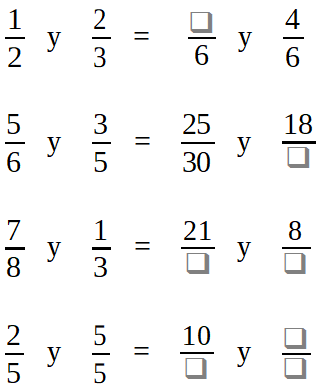 1/2 y 2/3 = ❑/6 y 4/6
5/6 y 3/5 = 25/30 y 18/❑
7/8 y 1/3 = 21/❑ y 8/❑
2/5 y 5/5 = 10/❑ y ❑/❑